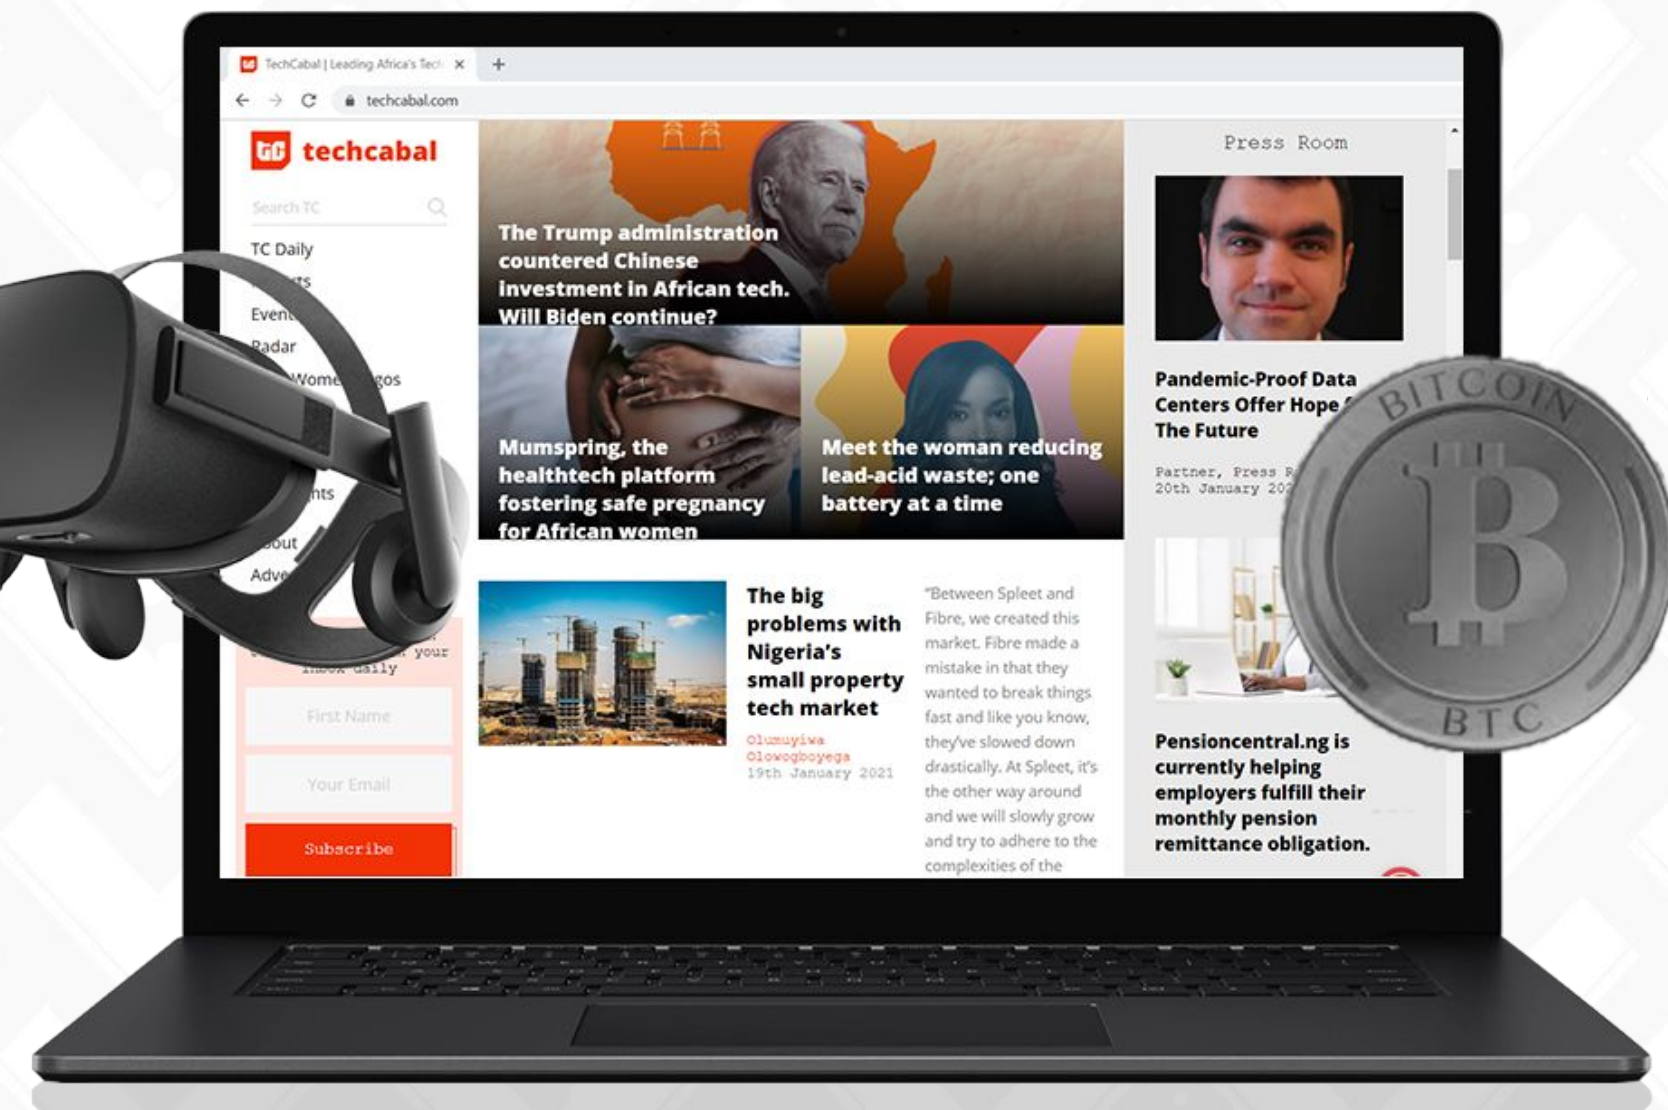 TechCabal | Leading Africa's Tech
techcabal.com
techcabal
Search TC
TC Daily
Radar
About
First Name
Your Email
Subscribe
The Trump administration
countered Chinese
investment in African tech.
Will Biden continue?
Mumspring, the
healthtech platform
fostering safe pregnancy
for African women
Meet the woman reducing
lead-acid waste; one
battery at a time
The big
problems with
Nigeria's
small property
tech market
Olumuyiwa
Olowogboyega
19th January 2021
"Between Spleet and
Fibre, we created this
market. Fibre made a
mistake in that they
wanted to break things
fast and like you know,
they've slowed down
drastically. At Spleet, it's
the other way around
and we will slowly grow
and try to adhere to the
complexities of the
Press Room
Pandemic-Proof Data
Centers Offer Hope
The Future
Partner, Press
20th January
Pensioncentral.ng is
currently helping
employers fulfill their
monthly pension
remittance obligation.
BITCOIN
B
BTC